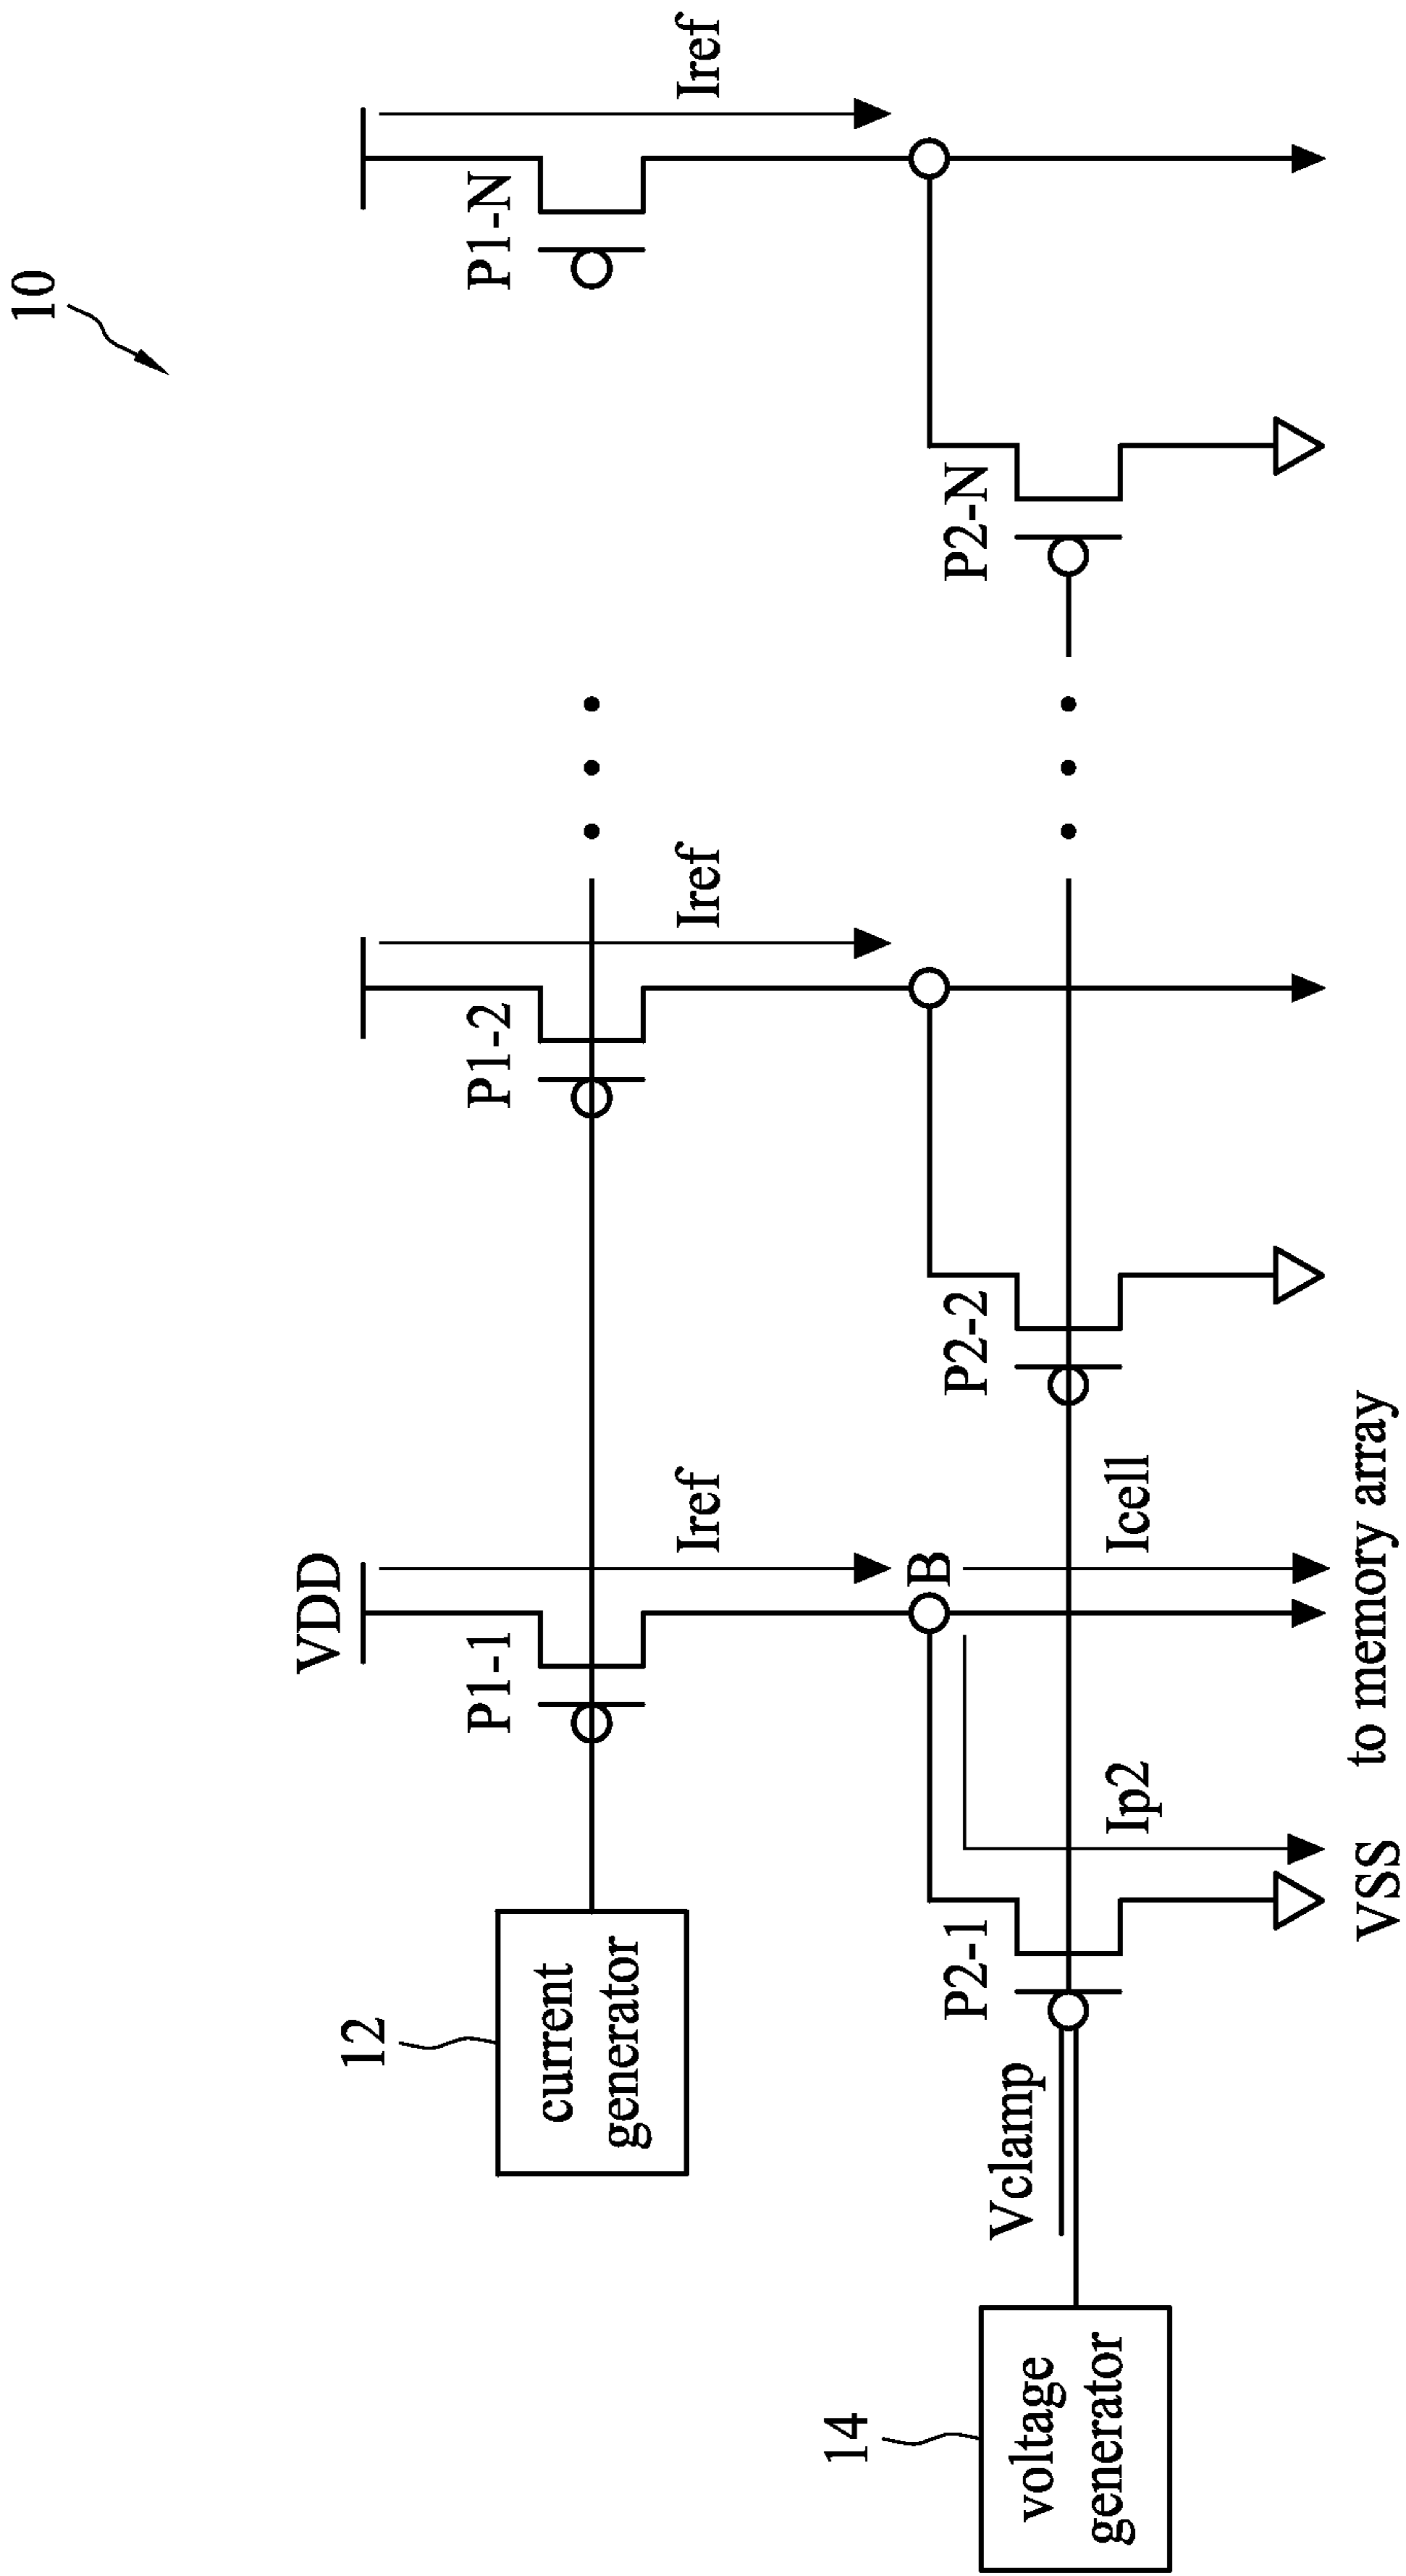 10
VDD
P1-1
P1-2
P1-N
12
current
generator
Iref
Iref
Iref
B
P2-1
P2-2
P2-N
14
voltage
generator
Vclamp
Ip2
Icell
VSS
to memory array